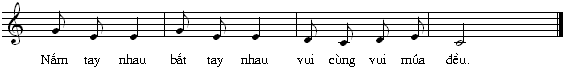 Nắm tay nhau bắt tay nhau vui cùng vui múa đều.